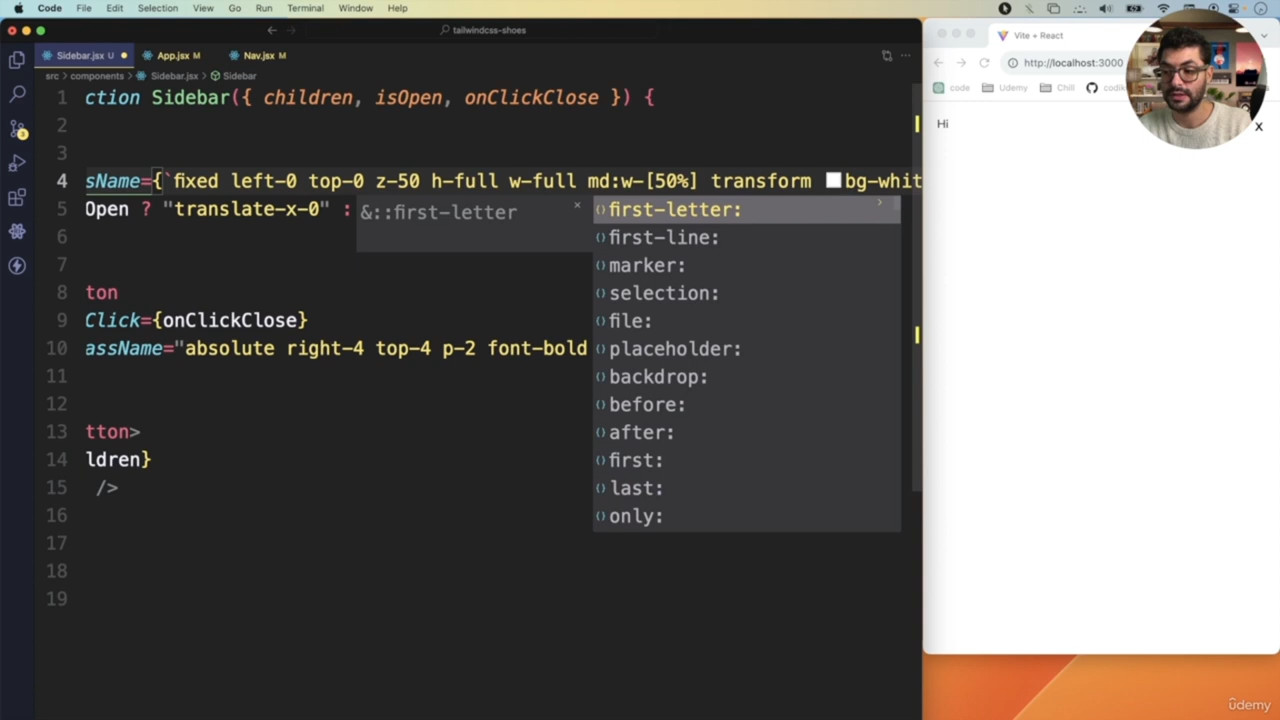 Code File Edit Selection View Go Run Terminal Window Help
tailwindcss-shoes
Sidebar.jsx U App.jsx M Nav.jsx M
Vite + React
src > components > Sidebar.jsx > Sidebar
http://localhost:3000
code Udemy Chill
1 ction Sidebar({ children, isOpen, onClickClose }) {
Hi
x
2
3
4 sName={`fixed left-0 top-0 z-50 h-full w-full md:w-[50%] transform bg-whit
5 Open ? "translate-x-0" :
&::first-letter
first-letter:
6
first-line:
7
marker:
8 ton
selection:
9 Click={onClickClose}
file:
10 assName="absolute right-4 top-4 p-2 font-bold
placeholder:
11
backdrop:
12
before:
13 tton>
after:
14 ldren}
first:
15 />
last:
16
only:
17
18
19
udemy